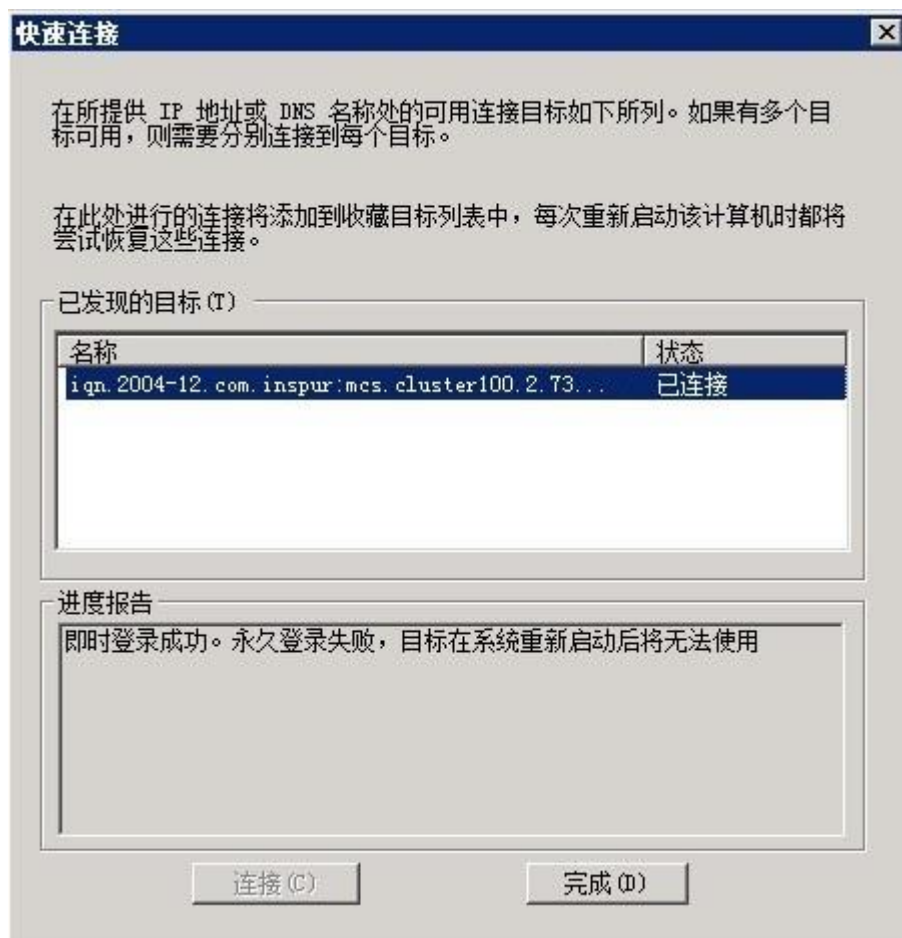 快速连接
在所提供 IP 地址或 DNS 名称处的可用连接目标如下所列。如果有多个目
标可用，则需要分别连接到每个目标。
在此处进行的连接将添加到收藏目标列表中，每次重新启动该计算机时都将
尝试恢复这些连接。
已发现的目标(T)
名称 状态
iqn.2004-12.com.inspur:mcs.cluster100.2.73... 已连接
进度报告
即时登录成功。永久登录失败，目标在系统重新启动后将无法使用
连接(C) 完成(D)